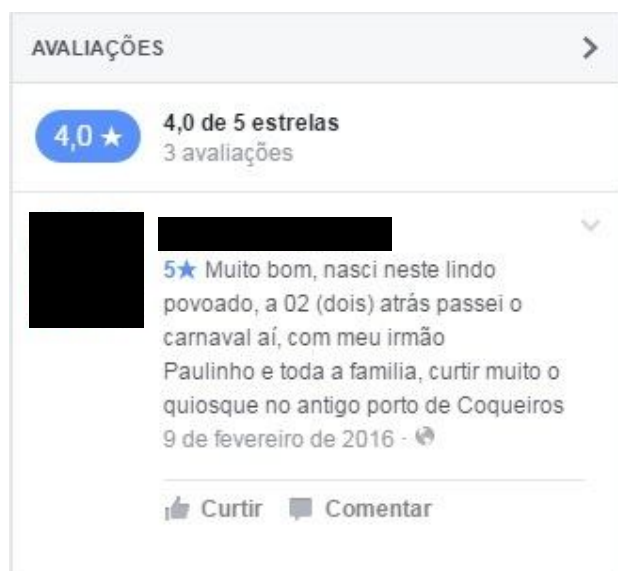 AVALIAÇÕES
4,0 ★
4,0 de 5 estrelas
3 avaliações
5★ Muito bom, nasci neste lindo
povoado, a 02 (dois) atrás passei o
carnaval aí, com meu irmão
Paulinho e toda a familia, curtir muito o
quiosque no antigo porto de Coqueiros
9 de fevereiro de 2016 ·
Curtir Comentar